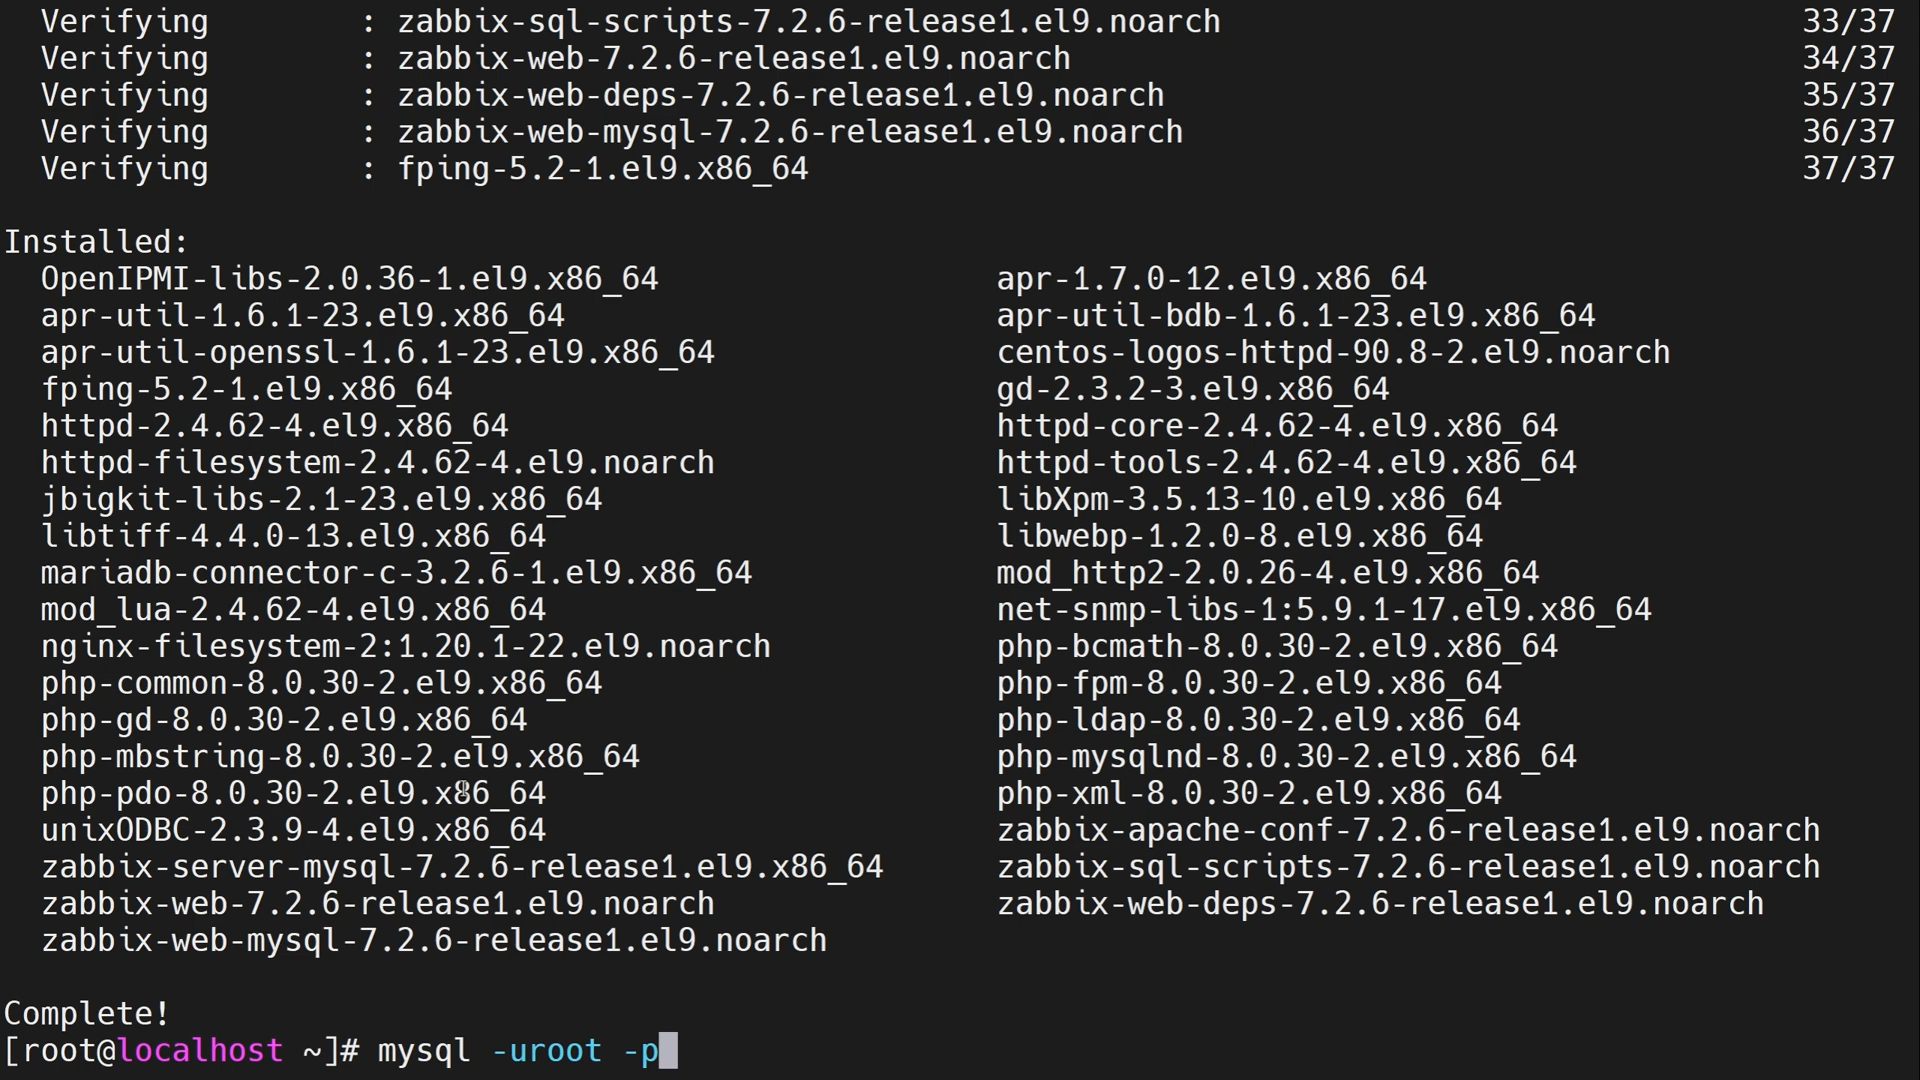 Verifying : zabbix-sql-scripts-7.2.6-release1.el9.noarch 33/37
Verifying : zabbix-web-7.2.6-release1.el9.noarch 34/37
Verifying : zabbix-web-deps-7.2.6-release1.el9.noarch 35/37
Verifying : zabbix-web-mysql-7.2.6-release1.el9.noarch 36/37
Verifying : fping-5.2-1.el9.x86_64 37/37
Installed:
OpenIPMI-libs-2.0.36-1.el9.x86_64 apr-1.7.0-12.el9.x86_64
apr-util-1.6.1-23.el9.x86_64 apr-util-bdb-1.6.1-23.el9.x86_64
apr-util-openssl-1.6.1-23.el9.x86_64 centos-logos-httpd-90.8-2.el9.noarch
fping-5.2-1.el9.x86_64 gd-2.3.2-3.el9.x86_64
httpd-2.4.62-4.el9.x86_64 httpd-core-2.4.62-4.el9.x86_64
httpd-filesystem-2.4.62-4.el9.noarch httpd-tools-2.4.62-4.el9.x86_64
jbigkit-libs-2.1-23.el9.x86_64 libXpm-3.5.13-10.el9.x86_64
libtiff-4.4.0-13.el9.x86_64 libwebp-1.2.0-8.el9.x86_64
mariadb-connector-c-3.2.6-1.el9.x86_64 mod_http2-2.0.26-4.el9.x86_64
mod_lua-2.4.62-4.el9.x86_64 net-snmp-libs-1:5.9.1-17.el9.x86_64
nginx-filesystem-2:1.20.1-22.el9.noarch php-bcmath-8.0.30-2.el9.x86_64
php-common-8.0.30-2.el9.x86_64 php-fpm-8.0.30-2.el9.x86_64
php-gd-8.0.30-2.el9.x86_64 php-ldap-8.0.30-2.el9.x86_64
php-mbstring-8.0.30-2.el9.x86_64 php-mysqlnd-8.0.30-2.el9.x86_64
php-pdo-8.0.30-2.el9.x86_64 php-xml-8.0.30-2.el9.x86_64
unixODBC-2.3.9-4.el9.x86_64 zabbix-apache-conf-7.2.6-release1.el9.noarch
zabbix-server-mysql-7.2.6-release1.el9.x86_64 zabbix-sql-scripts-7.2.6-release1.el9.noarch
zabbix-web-7.2.6-release1.el9.noarch zabbix-web-deps-7.2.6-release1.el9.noarch
zabbix-web-mysql-7.2.6-release1.el9.noarch
Complete!
[root@localhost ~]# mysql -uroot -p